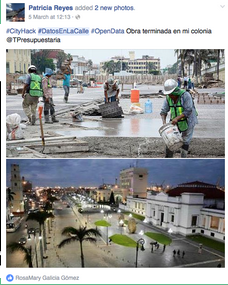 Patricia Reyes added 2 new photos.
5 March at 12:13 ·
#CityHack #DatosEnLaCalle #OpenData Obra terminada en mi colonia
@TPresupuestaria
RosaMary Galicia Gómez